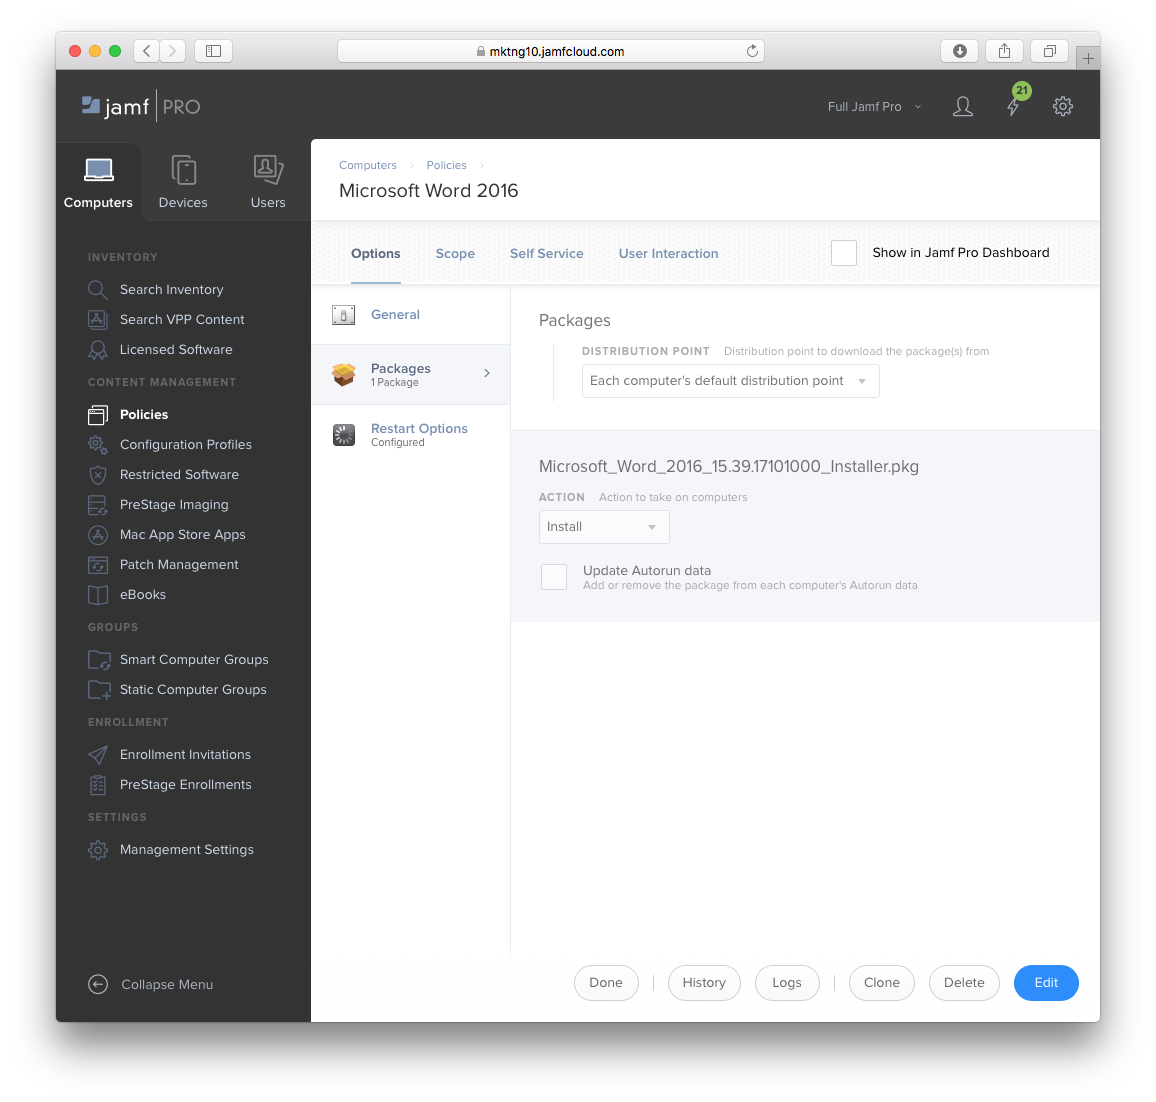 mktng10.jamfcloud.com
jamf PRO
Full Jamf Pro
21
Computers
Devices
Users
INVENTORY
Search Inventory
Search VPP Content
Licensed Software
CONTENT MANAGEMENT
Policies
Configuration Profiles
Restricted Software
PreStage Imaging
Mac App Store Apps
Patch Management
eBooks
GROUPS
Smart Computer Groups
Static Computer Groups
ENROLLMENT
Enrollment Invitations
PreStage Enrollments
SETTINGS
Management Settings
Collapse Menu
Computers Policies
Microsoft Word 2016
Options Scope Self Service User Interaction Show in Jamf Pro Dashboard
General
Packages
1 Package
Restart Options
Configured
Packages
DISTRIBUTION POINT Distribution point to download the package(s) from
Each computer's default distribution point
Microsoft_Word_2016_15.39.17101000_Installer.pkg
ACTION Action to take on computers
Install
Update Autorun data
Add or remove the package from each computer's Autorun data
Done History Logs Clone Delete Edit